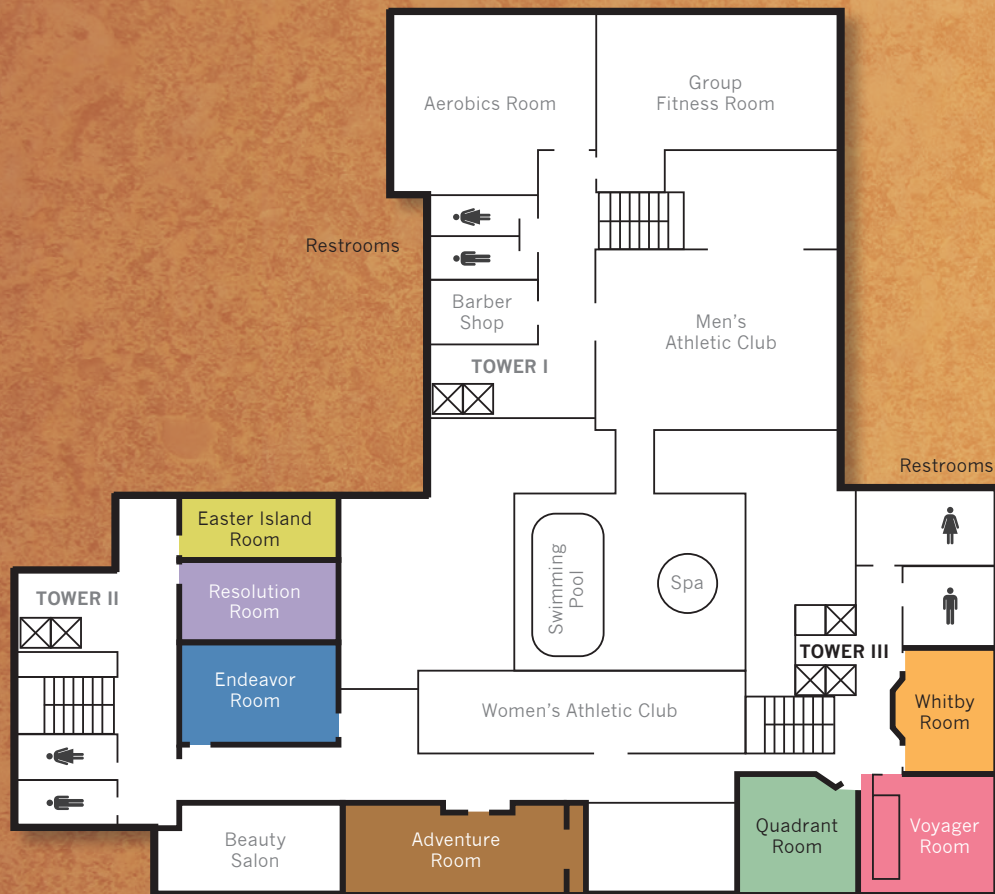 Aerobics Room
Group
Fitness Room
Restrooms
Barber
Shop
Men's
Athletic Club
TOWER I
Restrooms
Easter Island
Room
Swimming
Pool
Spa
TOWER II
Resolution
Room
TOWER III
Endeavor
Room
Women's Athletic Club
Whitby
Room
Beauty
Salon
Adventure
Room
Quadrant
Room
Voyager
Room